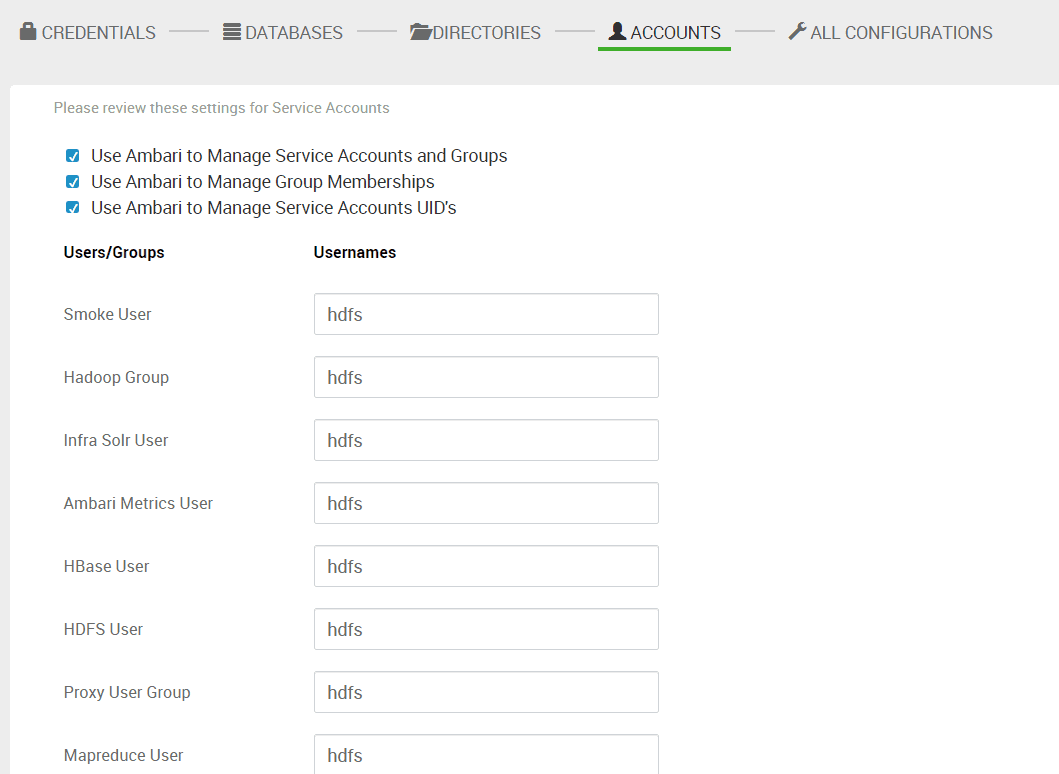 CREDENTIALS DATABASES DIRECTORIES ACCOUNTS ALL CONFIGURATIONS
Please review these settings for Service Accounts
Use Ambari to Manage Service Accounts and Groups
Use Ambari to Manage Group Memberships
Use Ambari to Manage Service Accounts UID's
Users/Groups Usernames
Smoke User hdfs
Hadoop Group hdfs
Infra Solr User hdfs
Ambari Metrics User hdfs
HBase User hdfs
HDFS User hdfs
Proxy User Group hdfs
Mapreduce User hdfs